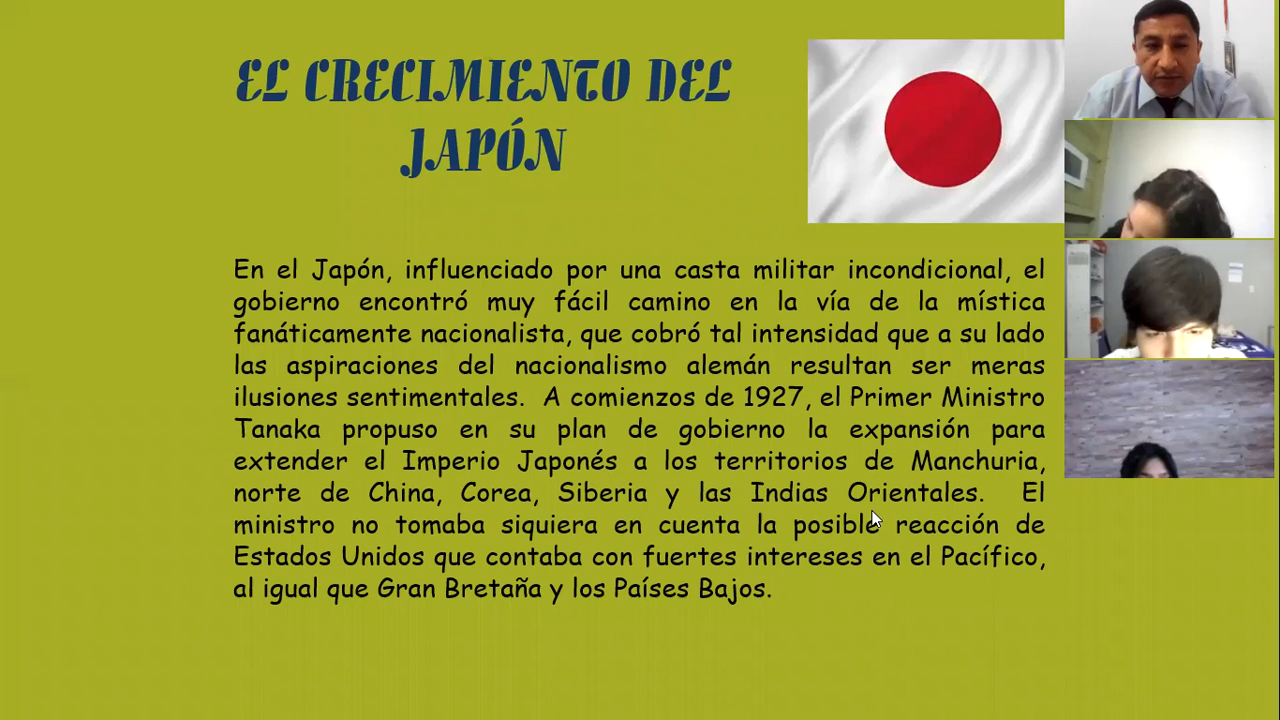 EL CRECIMIENTO DEL
JAPÓN
En el Japón, influenciado por una casta militar incondicional, el
gobierno encontró muy fácil camino en la vía de la mística
fanáticamente nacionalista, que cobró tal intensidad que a su lado
las aspiraciones del nacionalismo alemán resultan ser meras
ilusiones sentimentales. A comienzos de 1927, el Primer Ministro
Tanaka propuso en su plan de gobierno la expansión para
extender el Imperio Japonés a los territorios de Manchuria,
norte de China, Corea, Siberia y las Indias Orientales. El
ministro no tomaba siquiera en cuenta la posible reacción de
Estados Unidos que contaba con fuertes intereses en el Pacífico,
al igual que Gran Bretaña y los Países Bajos.